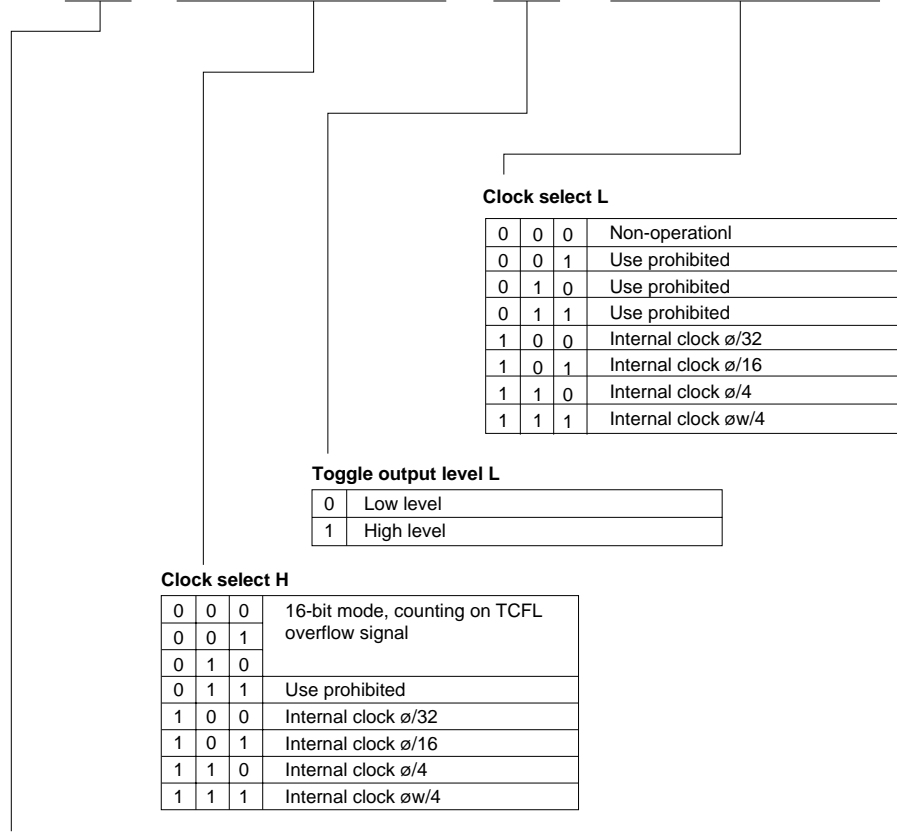 Clock select L
0 0 0 Non-operationl
0 0 1 Use prohibited
0 1 0 Use prohibited
0 1 1 Use prohibited
1 0 0 Internal clock ø/32
1 0 1 Internal clock ø/16
1 1 0 Internal clock ø/4
1 1 1 Internal clock øw/4
Toggle output level L
0 Low level
1 High level
Clock select H
0 0 0 16-bit mode, counting on TCFL
0 0 1 overflow signal
0 1 0
0 1 1 Use prohibited
1 0 0 Internal clock ø/32
1 0 1 Internal clock ø/16
1 1 0 Internal clock ø/4
1 1 1 Internal clock øw/4